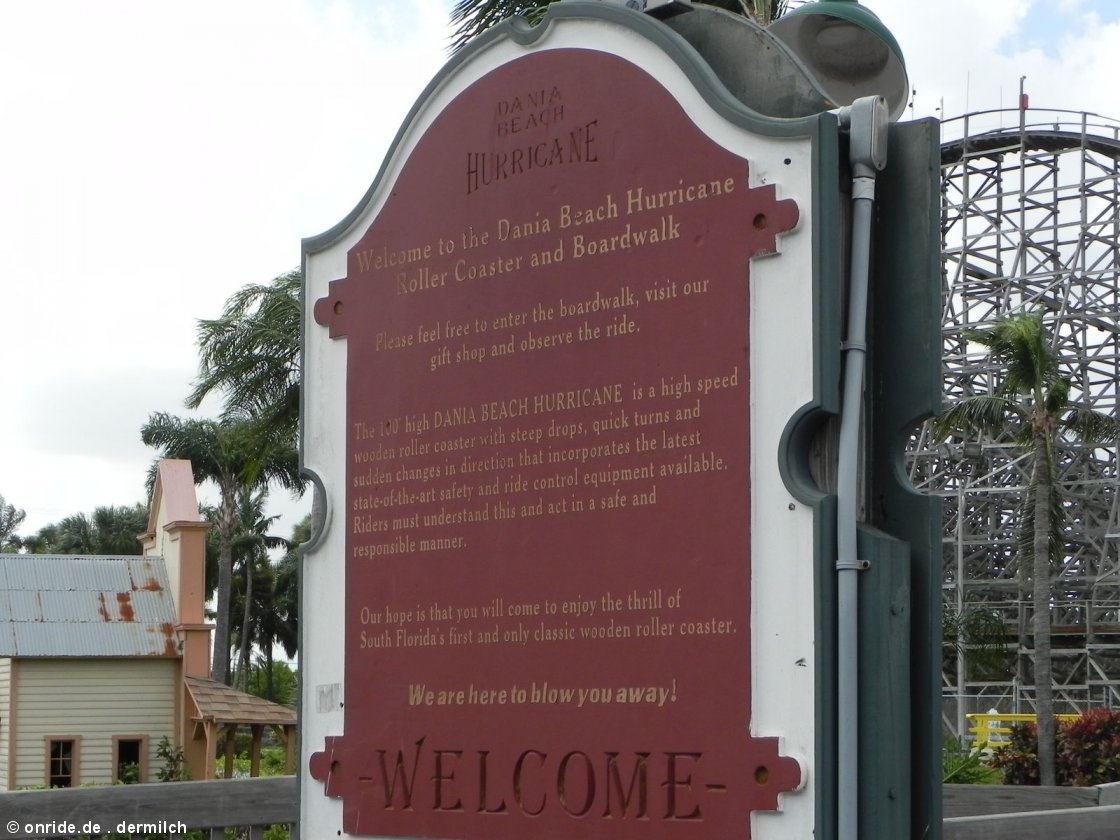 DANIA
BEACH
HURRICANE
Welcome to the Dania Beach Hurricane
Roller Coaster and Boardwalk
Please feel free to enter the boardwalk, visit our
gift shop and observe the ride.
The 100' high DANIA BEACH HURRICANE is a high speed
wooden roller coaster with steep drops, quick turns and
sudden changes in direction that incorporates the latest
state-of-the-art safety and ride control equipment available.
Riders must understand this and act in a safe and
responsible manner.
Our hope is that you will come to enjoy the thrill of
South Florida's first and only classic wooden roller coaster.
We are here to blow you away!
-WELCOME-
© onride.de . dermilch